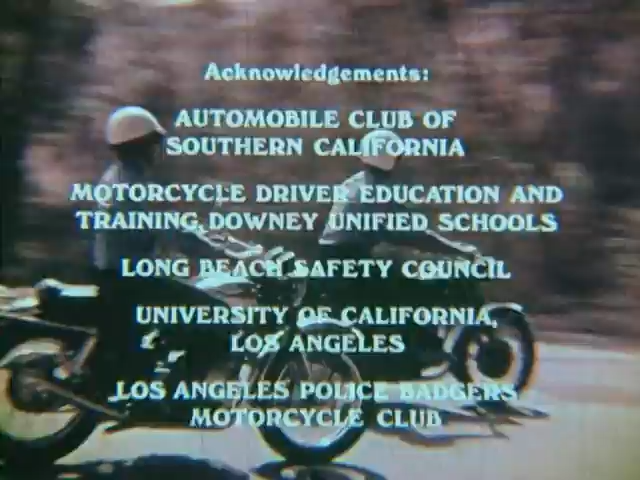 Acknowledgements:
AUTOMOBILE CLUB OF
SOUTHERN CALIFORNIA
MOTORCYCLE DRIVER EDUCATION AND
TRAINING, DOWNEY UNIFIED SCHOOLS
LONG BEACH SAFETY COUNCIL
UNIVERSITY OF CALIFORNIA,
LOS ANGELES
LOS ANGELES POLICE BADGERS
MOTORCYCLE CLUB